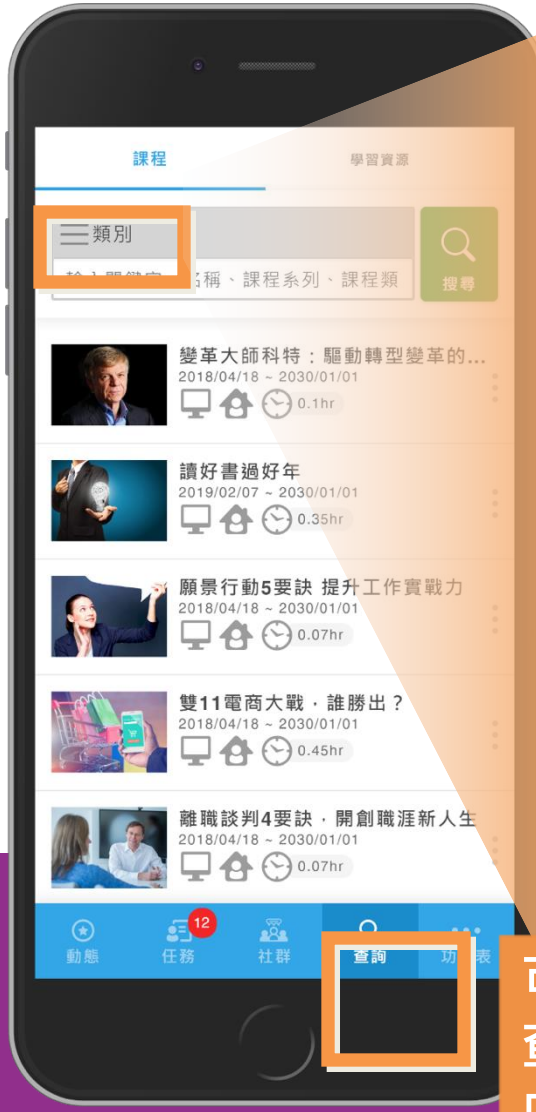 課程
學習資源
類別
名稱、課程系列、課程類
搜尋
變革大師科特：驅動轉型變革的...
2018/04/18 ~ 2030/01/01
0.1hr
讀好書過好年
2019/02/07 ~ 2030/01/01
0.35hr
願景行動5要訣 提升工作實戰力
2018/04/18 ~ 2030/01/01
0.07hr
雙11電商大戰．誰勝出？
2018/04/18 ~ 2030/01/01
0.45hr
離職談判4要訣．開創職涯新人生
2018/04/18 ~ 2030/01/01
0.07hr
12
動態
任務
社群
查詢
功
表